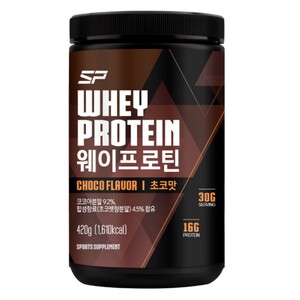 SP
WHEY
PROTEIN
웨이프로틴
CHOCO FLAVOR | 초코맛
코코아분말 9.2%,
합성향료(초코렛향분말) 4.5% 함유
30G
SERVING
16G
PROTEIN
420g (1,610kcal)
SPORTS SUPPLEMENT